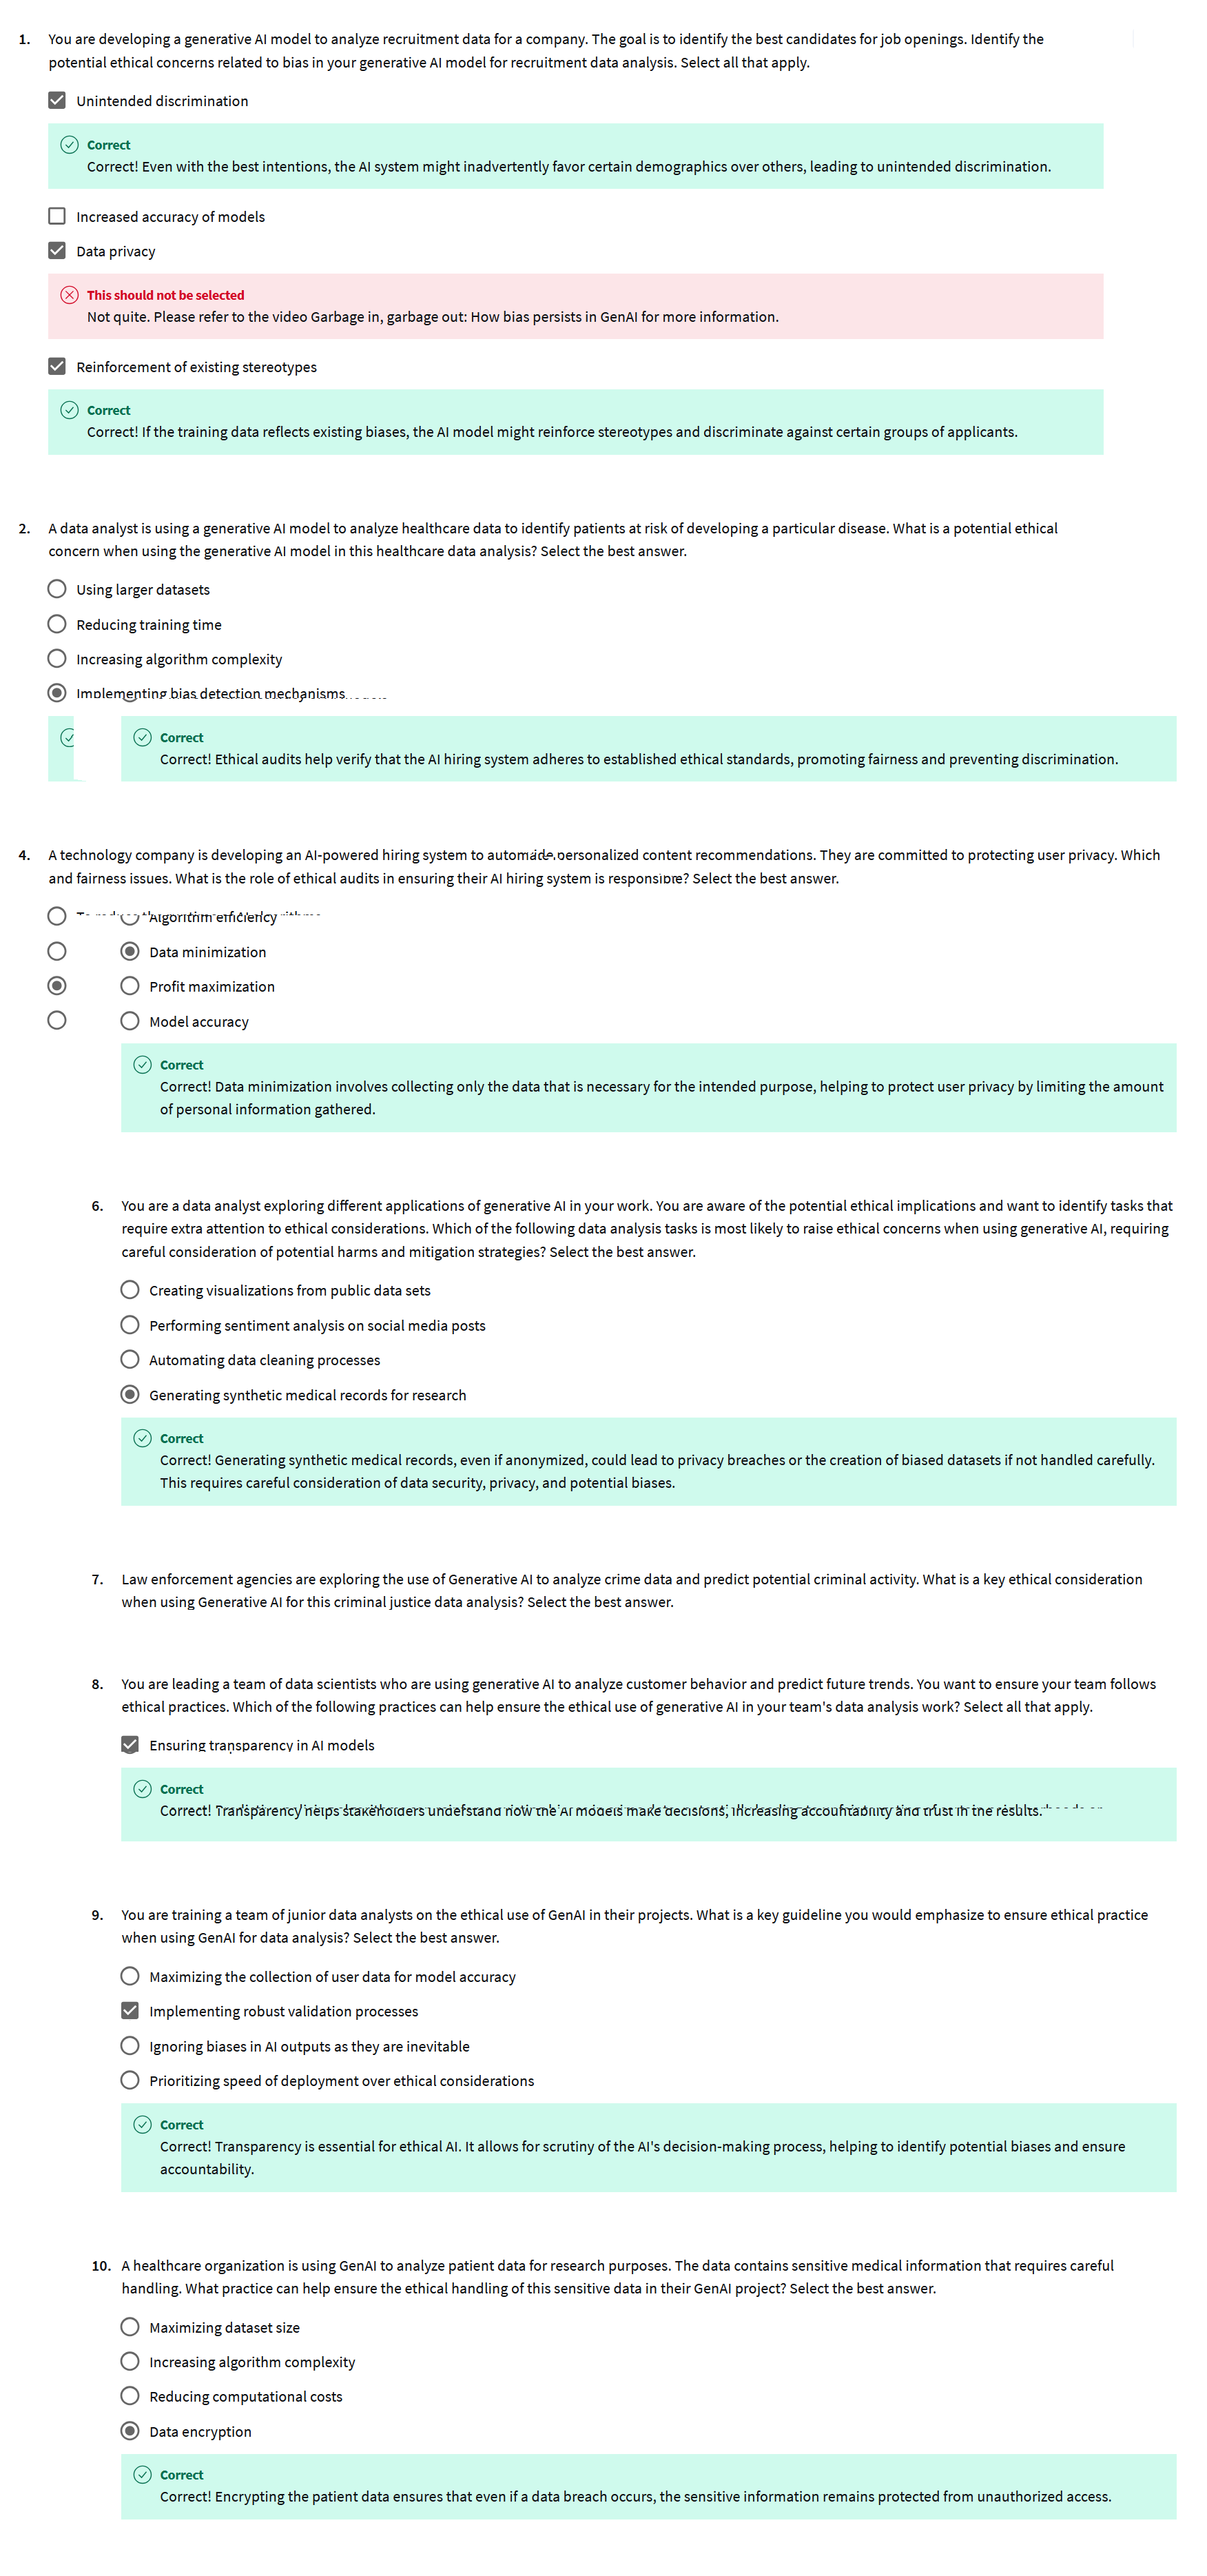 1. You are developing a generative AI model to analyze recruitment data for a company. The goal is to identify the best candidates for job openings. Identify the
potential ethical concerns related to bias in your generative AI model for recruitment data analysis. Select all that apply.
Unintended discrimination
Correct
Correct! Even with the best intentions, the AI system might inadvertently favor certain demographics over others, leading to unintended discrimination.
Increased accuracy of models
Data privacy
This should not be selected
Not quite. Please refer to the video Garbage in, garbage out: How bias persists in GenAI for more information.
Reinforcement of existing stereotypes
Correct
Correct! If the training data reflects existing biases, the AI model might reinforce stereotypes and discriminate against certain groups of applicants.
2. A data analyst is using a generative AI model to analyze healthcare data to identify patients at risk of developing a particular disease. What is a potential ethical
concern when using the generative AI model in this healthcare data analysis? Select the best answer.
Using larger datasets
Reducing training time
Increasing algorithm complexity
Implementing bias detection mechanisms
Correct
Correct! Ethical audits help verify that the AI hiring system adheres to established ethical standards, promoting fairness and preventing discrimination.
4. A technology company is developing an AI-powered hiring system to personalized content recommendations. They are committed to protecting user privacy. Which
and fairness issues. What is the role of ethical audits in ensuring their AI hiring system is responsible? Select the best answer.
Algorithm efficiency
Data minimization
Profit maximization
Model accuracy
Correct
Correct! Data minimization involves collecting only the data that is necessary for the intended purpose, helping to protect user privacy by limiting the amount
of personal information gathered.
6. You are a data analyst exploring different applications of generative AI in your work. You are aware of the potential ethical implications and want to identify tasks that
require extra attention to ethical considerations. Which of the following data analysis tasks is most likely to raise ethical concerns when using generative AI, requiring
careful consideration of potential harms and mitigation strategies? Select the best answer.
Creating visualizations from public data sets
Performing sentiment analysis on social media posts
Automating data cleaning processes
Generating synthetic medical records for research
Correct
Correct! Generating synthetic medical records, even if anonymized, could lead to privacy breaches or the creation of biased datasets if not handled carefully.
This requires careful consideration of data security, privacy, and potential biases.
7. Law enforcement agencies are exploring the use of Generative AI to analyze crime data and predict potential criminal activity. What is a key ethical consideration
when using Generative AI for this criminal justice data analysis? Select the best answer.
8. You are leading a team of data scientists who are using generative AI to analyze customer behavior and predict future trends. You want to ensure your team follows
ethical practices. Which of the following practices can help ensure the ethical use of generative AI in your team's data analysis work? Select all that apply.
Ensuring transparency in AI models
Correct
Correct! Transparency helps stakeholders understand how the AI models make decisions, increasing accountability and trust in the results.
9. You are training a team of junior data analysts on the ethical use of GenAI in their projects. What is a key guideline you would emphasize to ensure ethical practice
when using GenAI for data analysis? Select the best answer.
Maximizing the collection of user data for model accuracy
Implementing robust validation processes
Ignoring biases in AI outputs as they are inevitable
Prioritizing speed of deployment over ethical considerations
Correct
Correct! Transparency is essential for ethical AI. It allows for scrutiny of the AI's decision-making process, helping to identify potential biases and ensure
accountability.
10. A healthcare organization is using GenAI to analyze patient data for research purposes. The data contains sensitive medical information that requires careful
handling. What practice can help ensure the ethical handling of this sensitive data in their GenAI project? Select the best answer.
Maximizing dataset size
Increasing algorithm complexity
Reducing computational costs
Data encryption
Correct
Correct! Encrypting the patient data ensures that even if a data breach occurs, the sensitive information remains protected from unauthorized access.